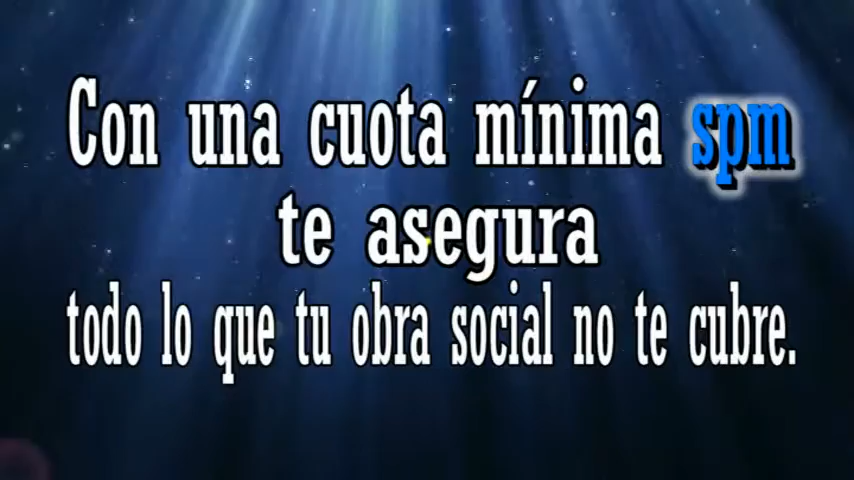 Con una cuota mínima spm
te asegura
todo lo que tu obra social no te cubre.